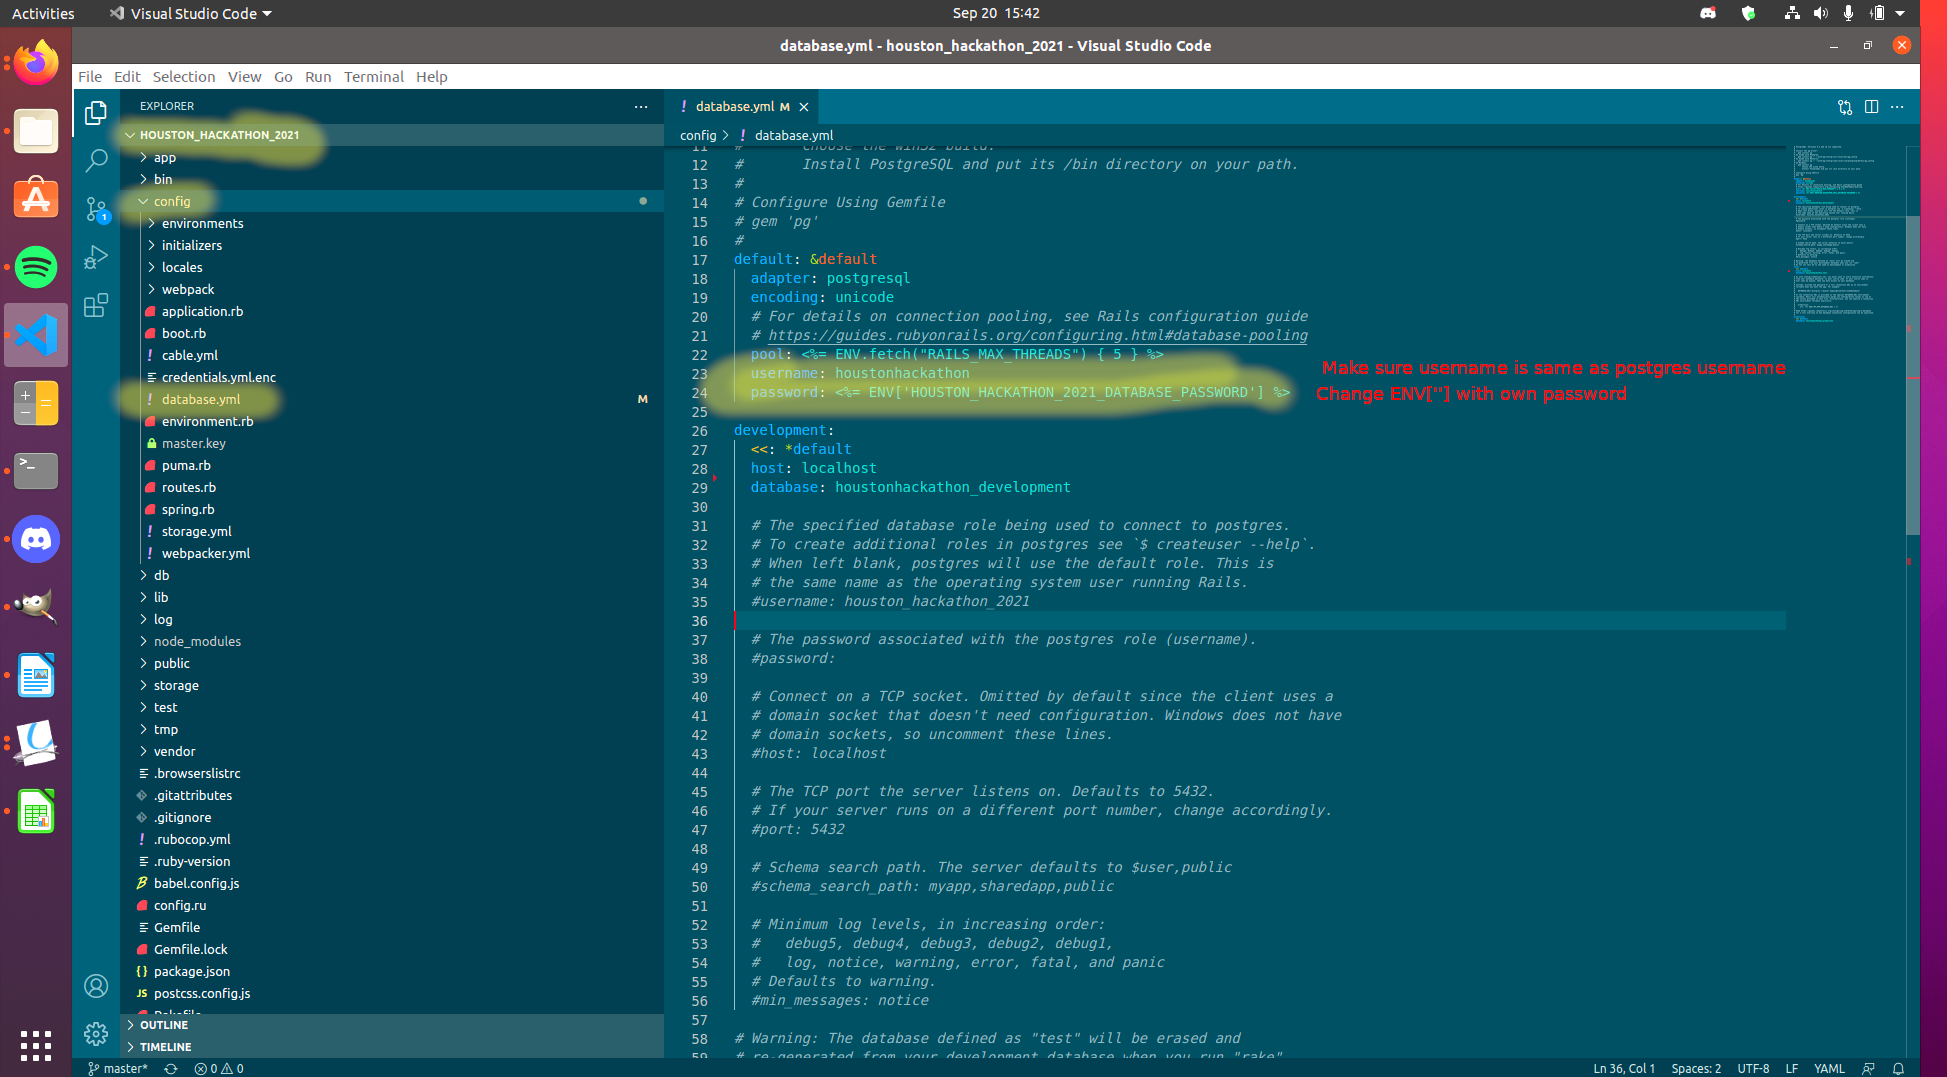 Activities
Visual Studio Code
Sep 20 15:42
database.yml - houston_hackathon_2021 - Visual Studio Code
File Edit Selection View Go Run Terminal Help
EXPLORER
HOUSTON_HACKATHON_2021
app
bin
config
environments
initializers
locales
webpack
application.rb
boot.rb
cable.yml
credentials.yml.enc
database.yml M
environment.rb
master.key
puma.rb
routes.rb
spring.rb
storage.yml
webpacker.yml
db
lib
log
node_modules
public
storage
test
tmp
vendor
.browserslistrc
.gitattributes
.gitignore
.rubocop.yml
.ruby-version
babel.config.js
config.ru
Gemfile
Gemfile.lock
package.json
JS postcss.config.js
Rakefile
OUTLINE
TIMELINE
1
! database.yml M
config > ! database.yml
11 # Choose the win32 build.
12 # Install PostgreSQL and put its /bin directory on your path.
13 #
14 # Configure Using Gemfile
15 # gem 'pg'
16 #
17 default: &default
18 adapter: postgresql
19 encoding: unicode
20 # For details on connection pooling, see Rails configuration guide
21 # https://guides.rubyonrails.org/configuring.html#database-pooling
22 pool: <%= ENV.fetch("RAILS_MAX_THREADS") { 5 } %>
23 username: houstonhackathon
24 password: <%= ENV['HOUSTON_HACKATHON_2021_DATABASE_PASSWORD'] %>
Make sure username is same as postgres username
Change ENV[''] with own password
25
26 development:
27 <<: *default
28 host: localhost
29 database: houstonhackathon_development
30
31 # The specified database role being used to connect to postgres.
32 # To create additional roles in postgres see `$ createuser --help`.
33 # When left blank, postgres will use the default role. This is
34 # the same name as the operating system user running Rails.
35 #username: houston_hackathon_2021
36
37 # The password associated with the postgres role (username).
38 #password:
39
40 # Connect on a TCP socket. Omitted by default since the client uses a
41 # domain socket that doesn't need configuration. Windows does not have
42 # domain sockets, so uncomment these lines.
43 #host: localhost
44
45 # The TCP port the server listens on. Defaults to 5432.
46 # If your server runs on a different port number, change accordingly.
47 #port: 5432
48
49 # Schema search path. The server defaults to $user,public
50 #schema_search_path: myapp,sharedapp,public
51
52 # Minimum log levels, in increasing order:
53 # debug5, debug4, debug3, debug2, debug1,
54 # log, notice, warning, error, fatal, and panic
55 # Defaults to warning.
56 #min_messages: notice
57
58 # Warning: The database defined as "test" will be erased and
59 # re-generated from your development database when you run "rake".
master* 0 0
Ln 36, Col 1 Spaces: 2 UTF-8 LF YAML